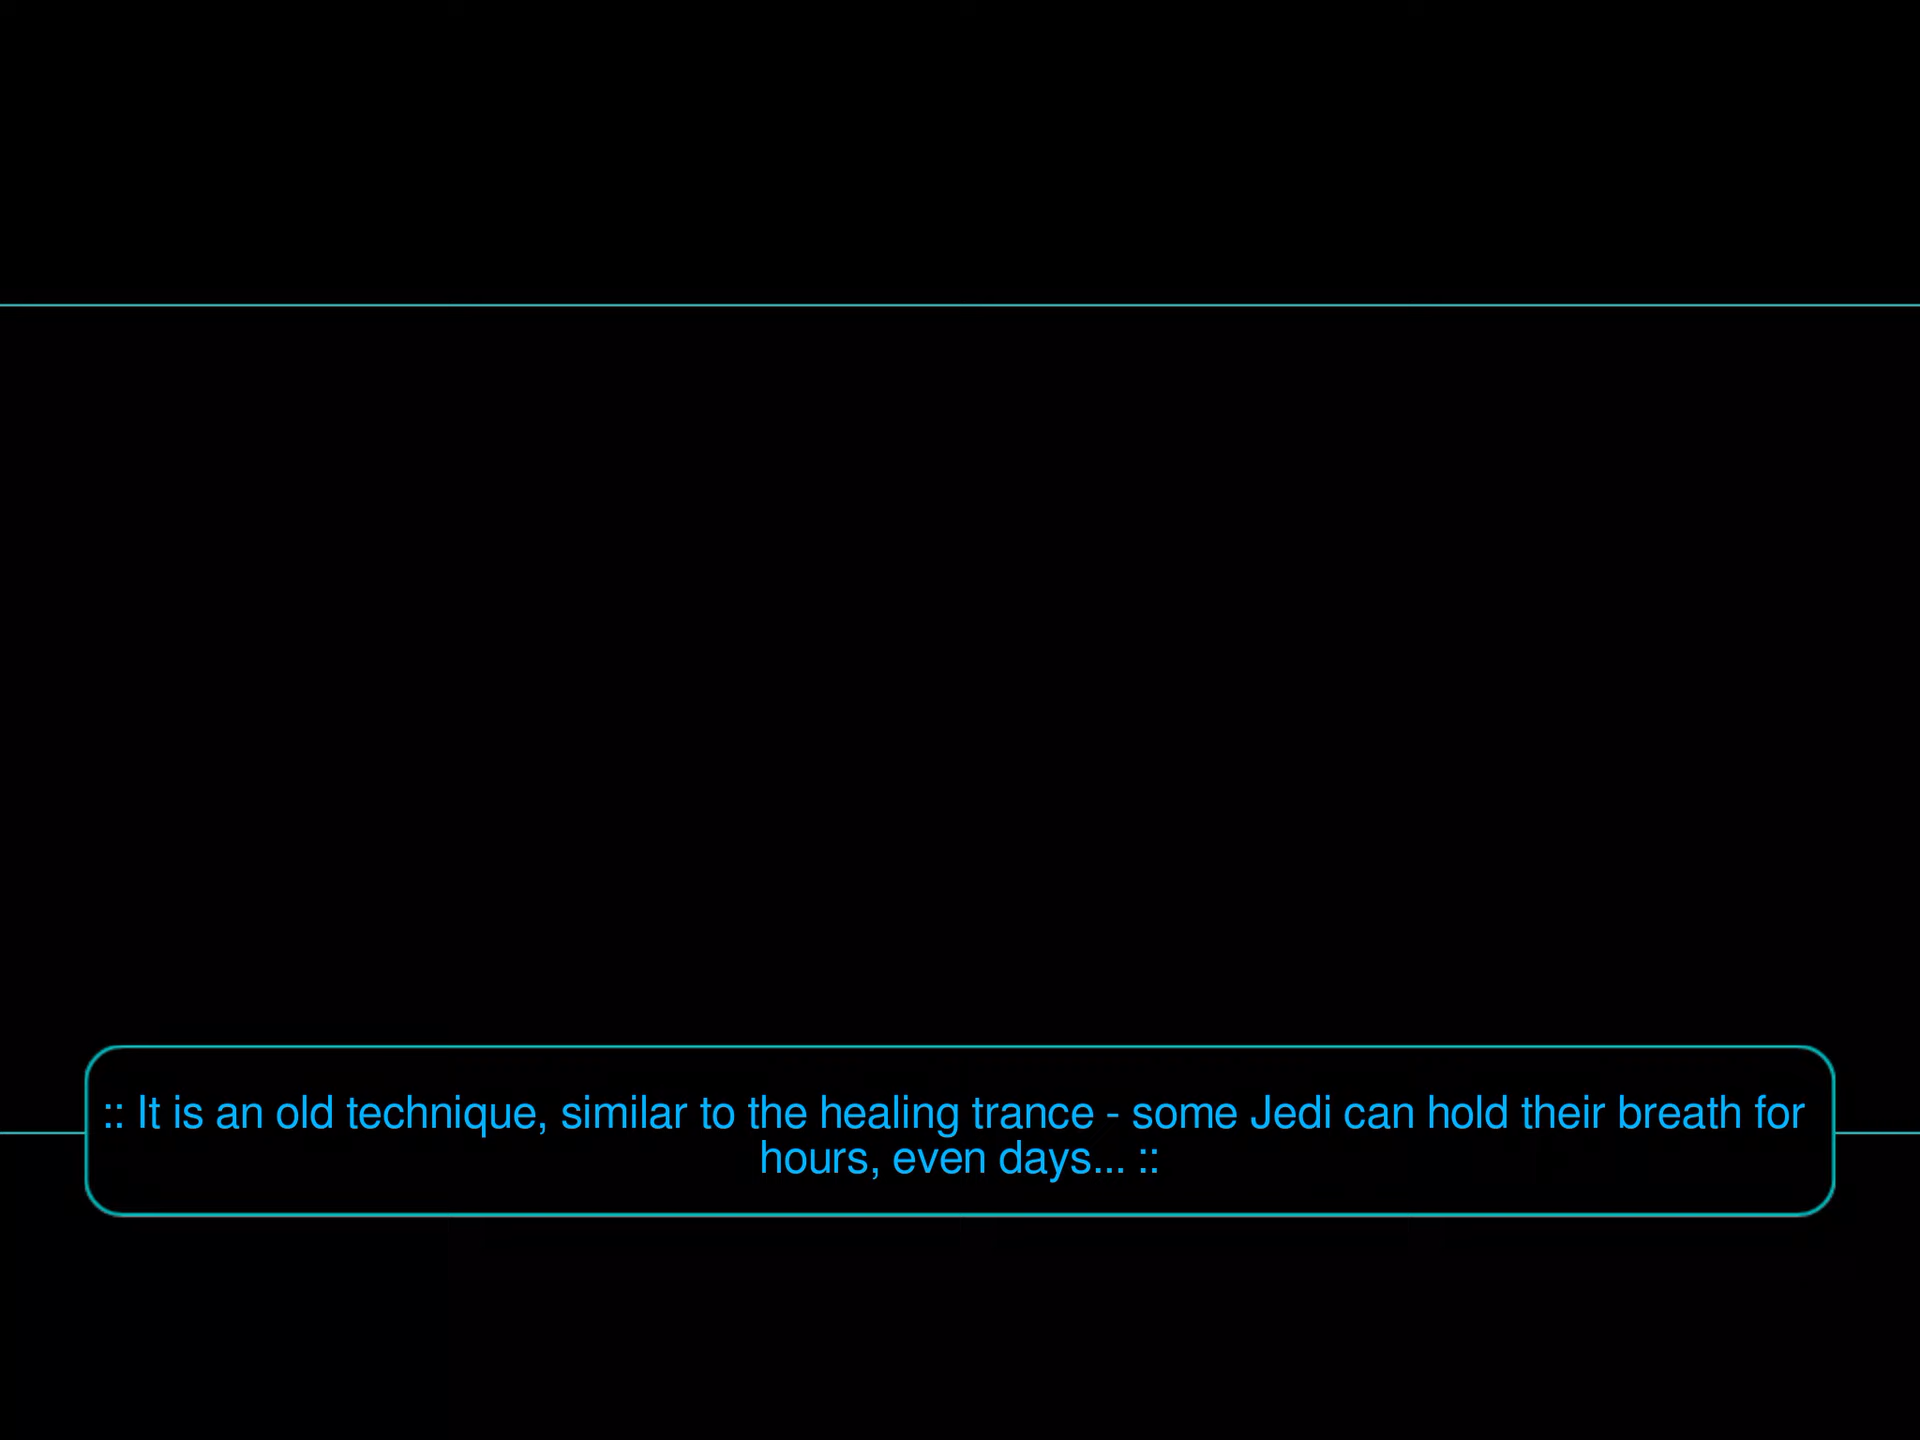 :: It is an old technique, similar to the healing trance - some Jedi can hold their breath for
hours, even days... ::